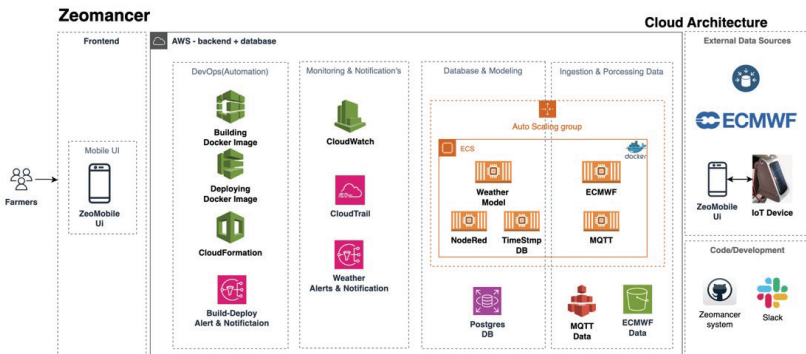 Zeomancer
Cloud Architecture
Frontend
AWS - backend + database
External Data Sources
DevOps(Automation)
Monitoring & Notification's
Database & Modeling
Ingestion & Porcessing Data
Building
Docker Image
CloudWatch
Auto Scaling group
ECMWF
Mobile UI
ECS
docker
Farmers
ZeoMobile
Ui
Deploying
Docker Image
CloudTrail
Weather
Model
ECMWF
ZeoMobile
Ui
IoT Device
CloudFormation
NodeRed
TimeStmp
DB
MQTT
Code/Development
Build-Deploy
Alert & Notifictaion
Weather
Alerts & Notification
Postgres
DB
MQTT
Data
ECMWF
Data
Zeomancer
system
Slack